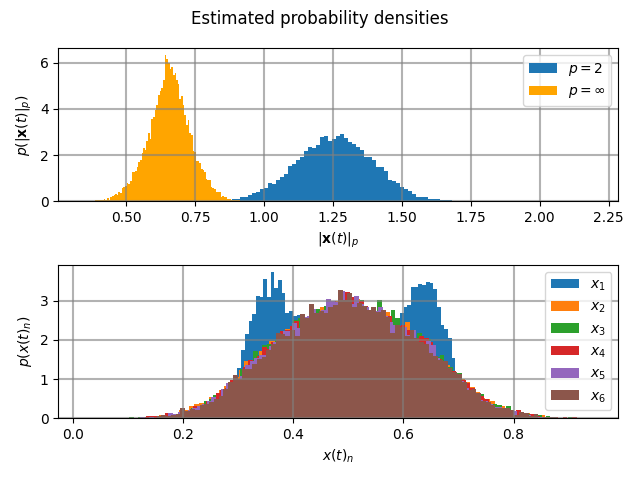 Estimated probability densities
p(|x(t)|p)
6
4
2
0
p = 2
p = ∞
0.50 0.75 1.00 1.25 1.50 1.75 2.00 2.25
|x(t)|p
p(x(t)n)
3
2
1
0
x1
x2
x3
x4
x5
x6
0.0 0.2 0.4 0.6 0.8
x(t)n